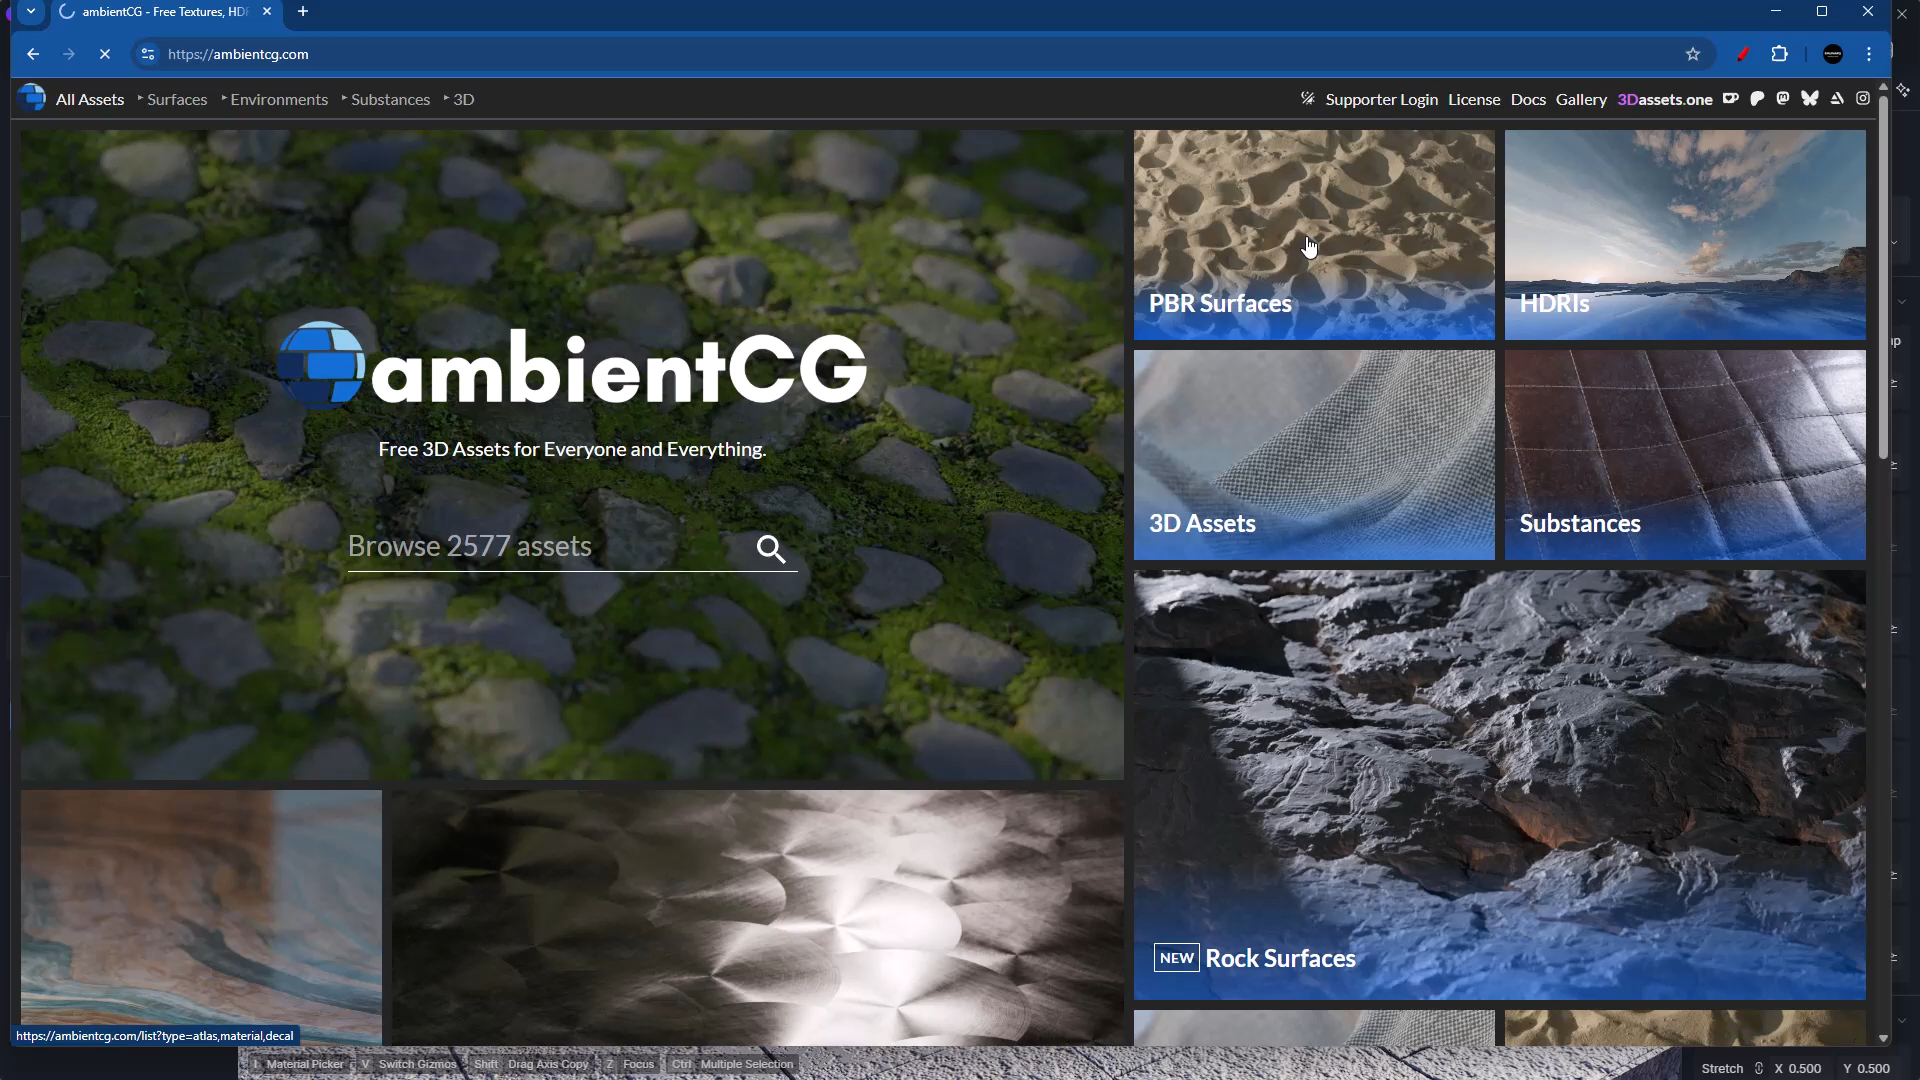 ambientCG - Free Textures, HD
https://ambientcg.com
All Assets
Surfaces
Environments
Substances
3D
Supporter Login
License
Docs
Gallery
3Dassets.one
ambientCG
Free 3D Assets for Everyone and Everything.
Browse 2577 assets
PBR Surfaces
HDRIs
3D Assets
Substances
NEW Rock Surfaces
https://ambientcg.com/list?type=atlas,material,decal
I Material Picker V Switch Gizmos Shift Drag Axis Copy Z Focus Ctrl Multiple Selection
Stretch X 0.500 Y 0.500